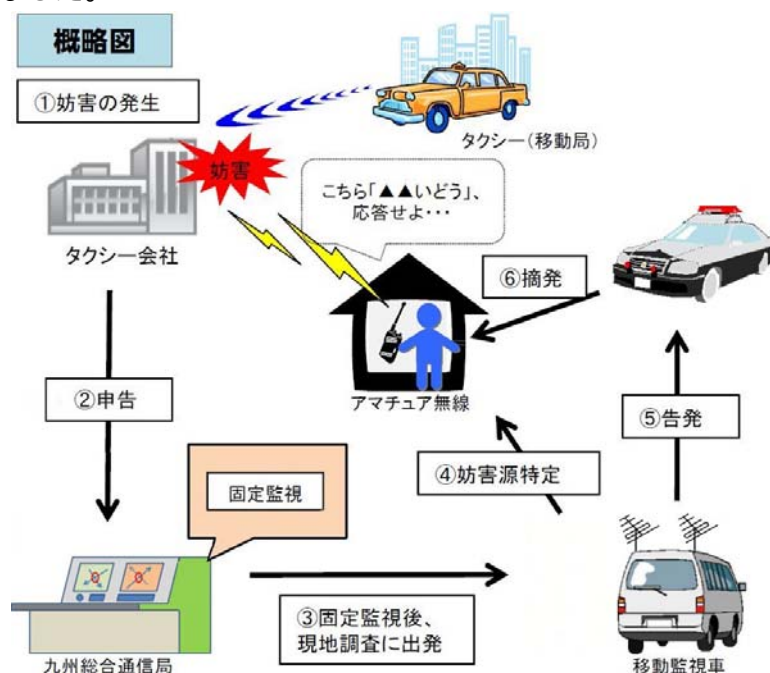 した。
概略図
①妨害の発生
タクシー（移動局）
妨害
こちら「▲▲いどう」、
応答せよ・・・
タクシー会社
⑥摘発
アマチュア無線
②申告
⑤告発
④妨害源特定
固定監視
③固定監視後、
現地調査に出発
九州総合通信局
移動監視車